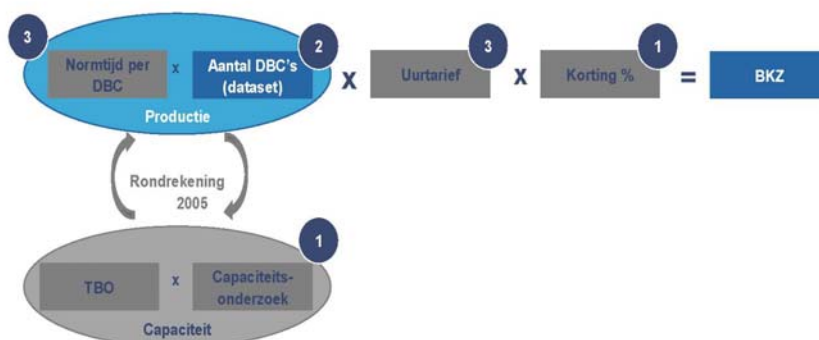 3
Normtijd per
DBC
x
2
Aantal DBC's
(dataset)
Productie
x
3
Uurtarief
x
1
Korting %
=
BKZ
Rondrekening
2005
1
TBO
x
Capaciteits-
onderzoek
Capaciteit